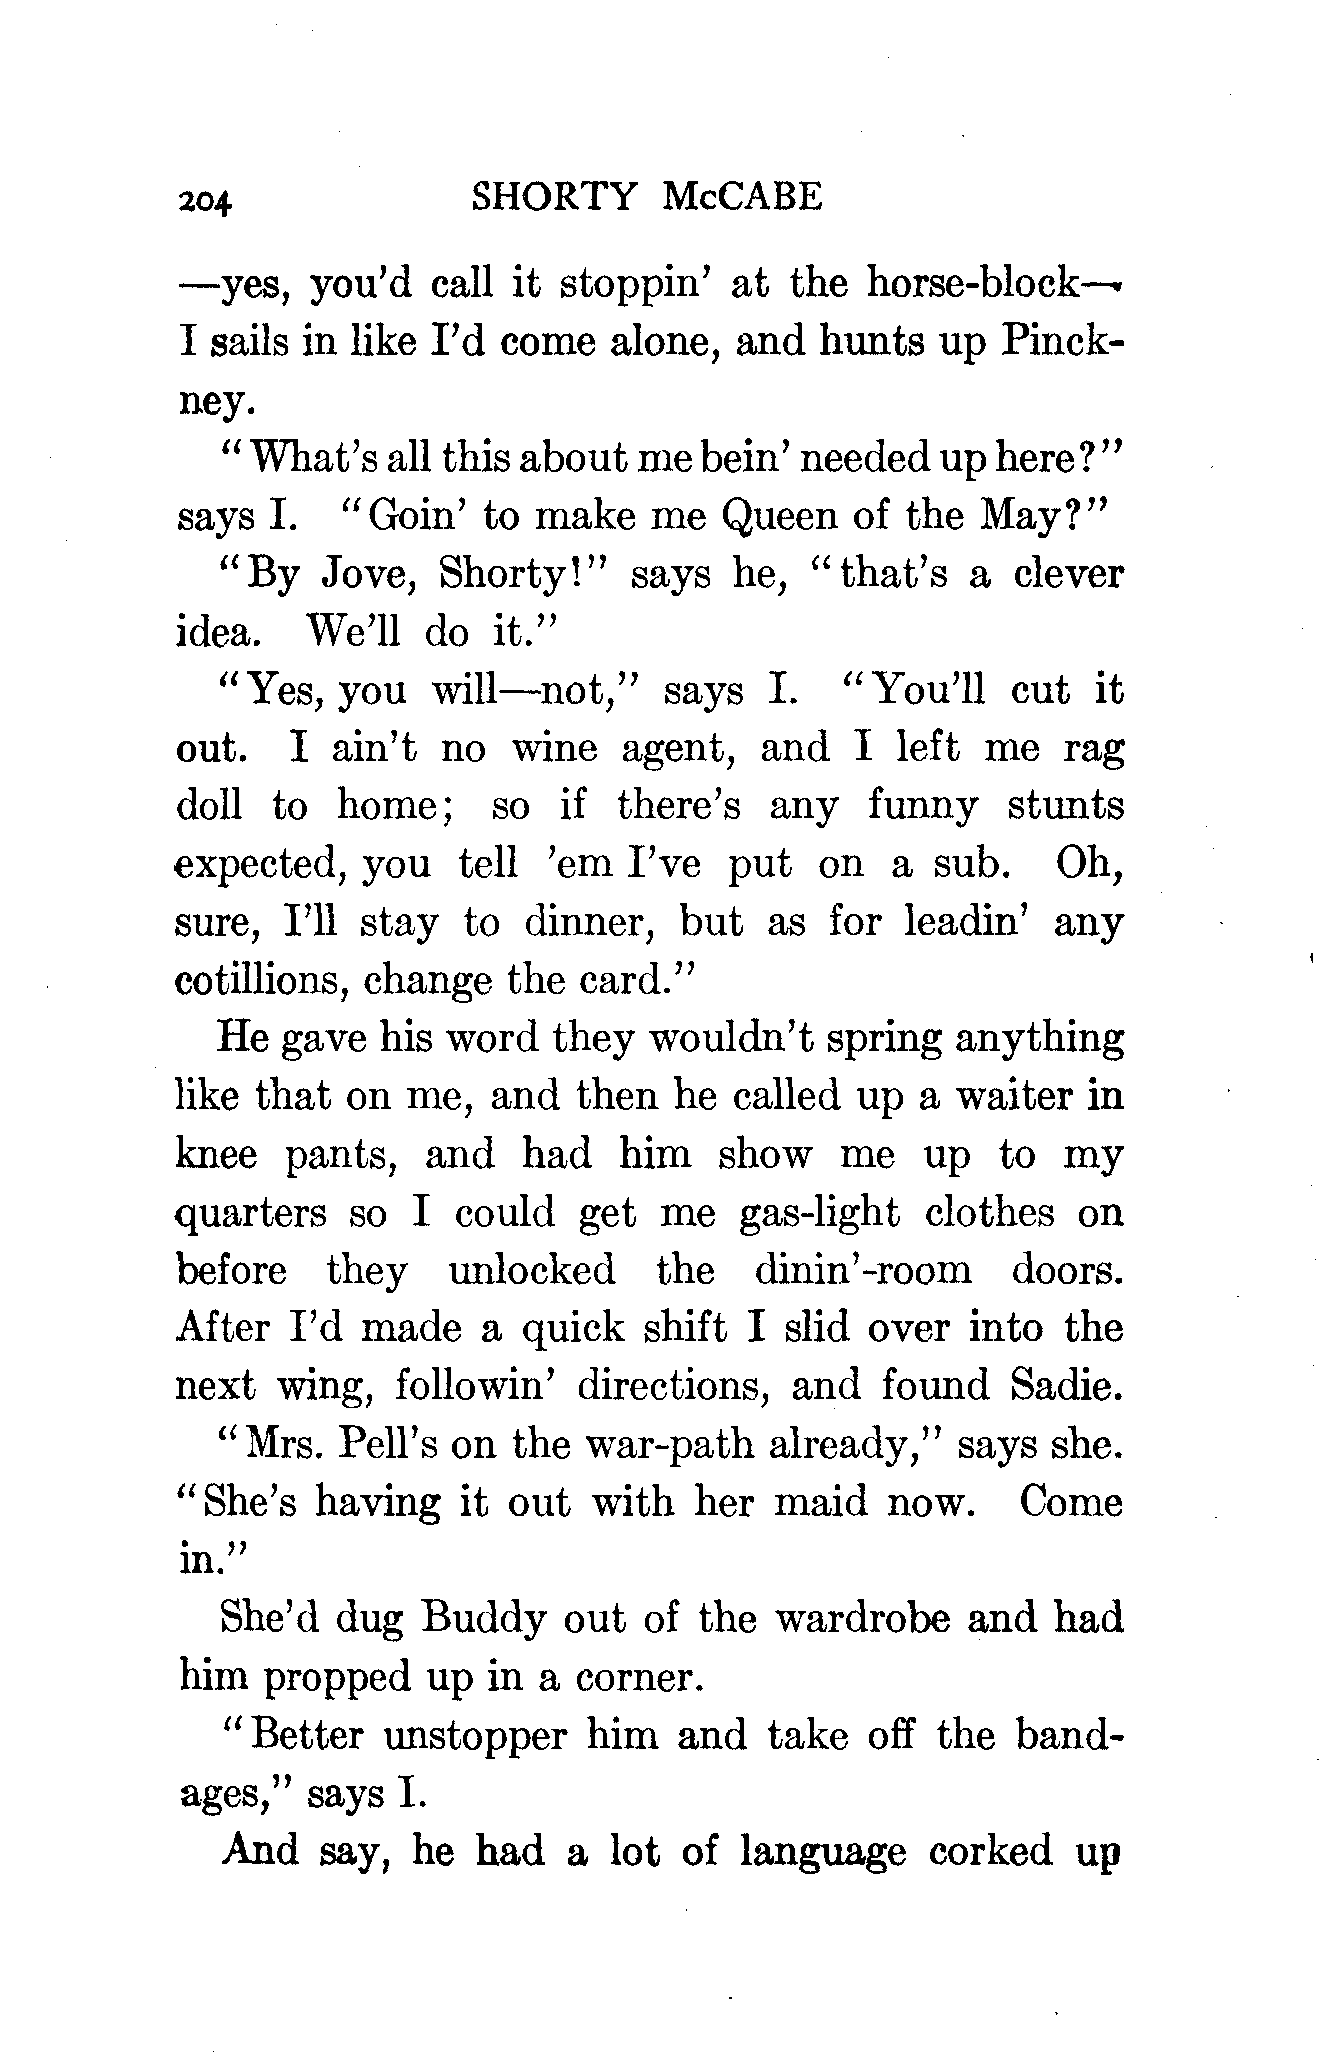 204 SHORTY McCABE
—yes, you'd call it stoppin' at the horse-block—
I sails in like I'd come alone, and hunts up Pinck-
ney.
"What's all this about me bein' needed up here?"
says I. "Goin' to make me Queen of the May?"
"By Jove, Shorty!" says he, "that's a clever
idea. We'll do it."
"Yes, you will—not," says I. "You'll cut it
out. I ain't no wine agent, and I left me rag
doll to home; so if there's any funny stunts
expected, you tell 'em I've put on a sub. Oh,
sure, I'll stay to dinner, but as for leadin' any
cotillions, change the card."
He gave his word they wouldn't spring anything
like that on me, and then he called up a waiter in
knee pants, and had him show me up to my
quarters so I could get me gas-light clothes on
before they unlocked the dinin'-room doors.
After I'd made a quick shift I slid over into the
next wing, followin' directions, and found Sadie.
"Mrs. Pell's on the war-path already," says she.
"She's having it out with her maid now. Come
in."
She'd dug Buddy out of the wardrobe and had
him propped up in a corner.
"Better unstopper him and take off the band-
ages," says I.
And say, he had a lot of language corked up